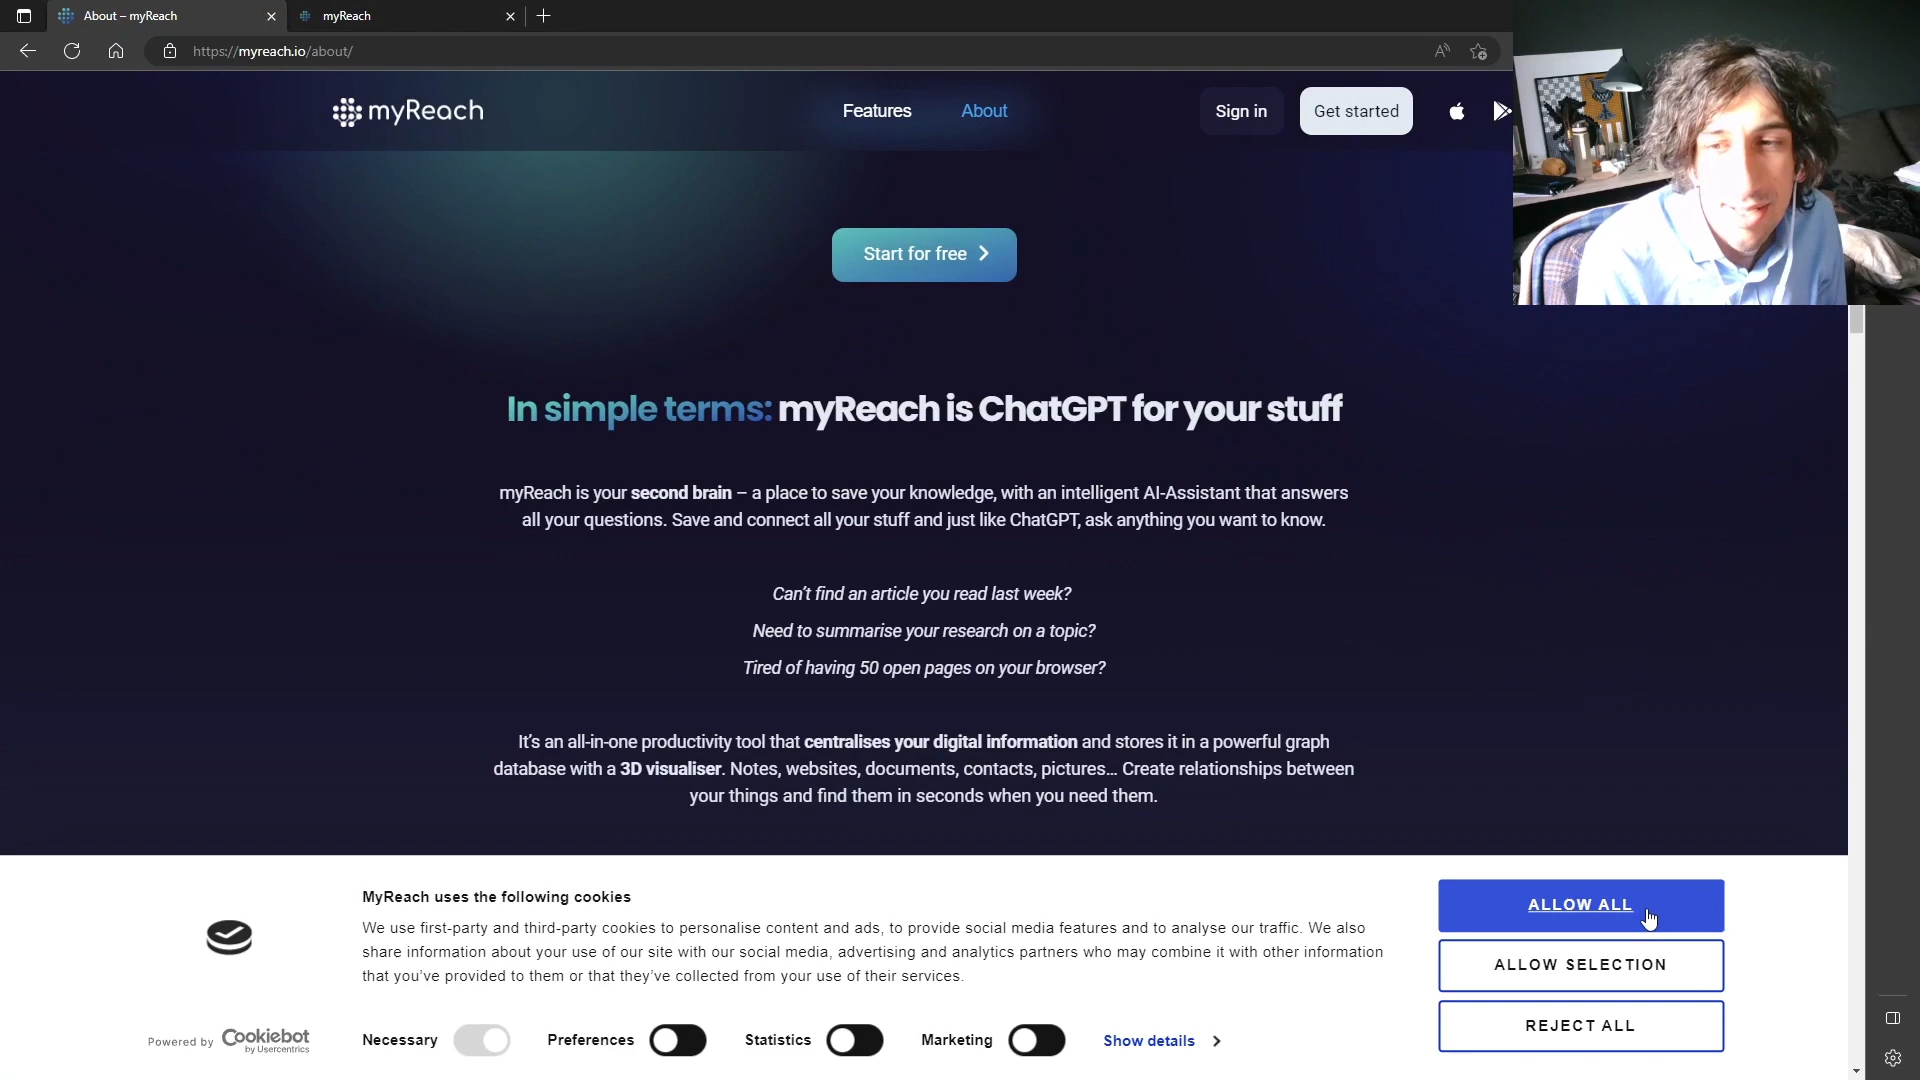 About – myReach
myReach
https://myreach.io/about/
myReach
Features
About
Sign in
Get started
Start for free
In simple terms: myReach is ChatGPT for your stuff
myReach is your second brain – a place to save your knowledge, with an intelligent AI-Assistant that answers
all your questions. Save and connect all your stuff and just like ChatGPT, ask anything you want to know.
Can’t find an article you read last week?
Need to summarise your research on a topic?
Tired of having 50 open pages on your browser?
It’s an all-in-one productivity tool that centralises your digital information and stores it in a powerful graph
database with a 3D visualiser. Notes, websites, documents, contacts, pictures… Create relationships between
your things and find them in seconds when you need them.
MyReach uses the following cookies
We use first-party and third-party cookies to personalise content and ads, to provide social media features and to analyse our traffic. We also
share information about your use of our site with our social media, advertising and analytics partners who may combine it with other information
that you’ve provided to them or that they’ve collected from your use of their services.
ALLOW ALL
ALLOW SELECTION
REJECT ALL
Powered by Cookiebot
by Usercentrics
Necessary
Preferences
Statistics
Marketing
Show details